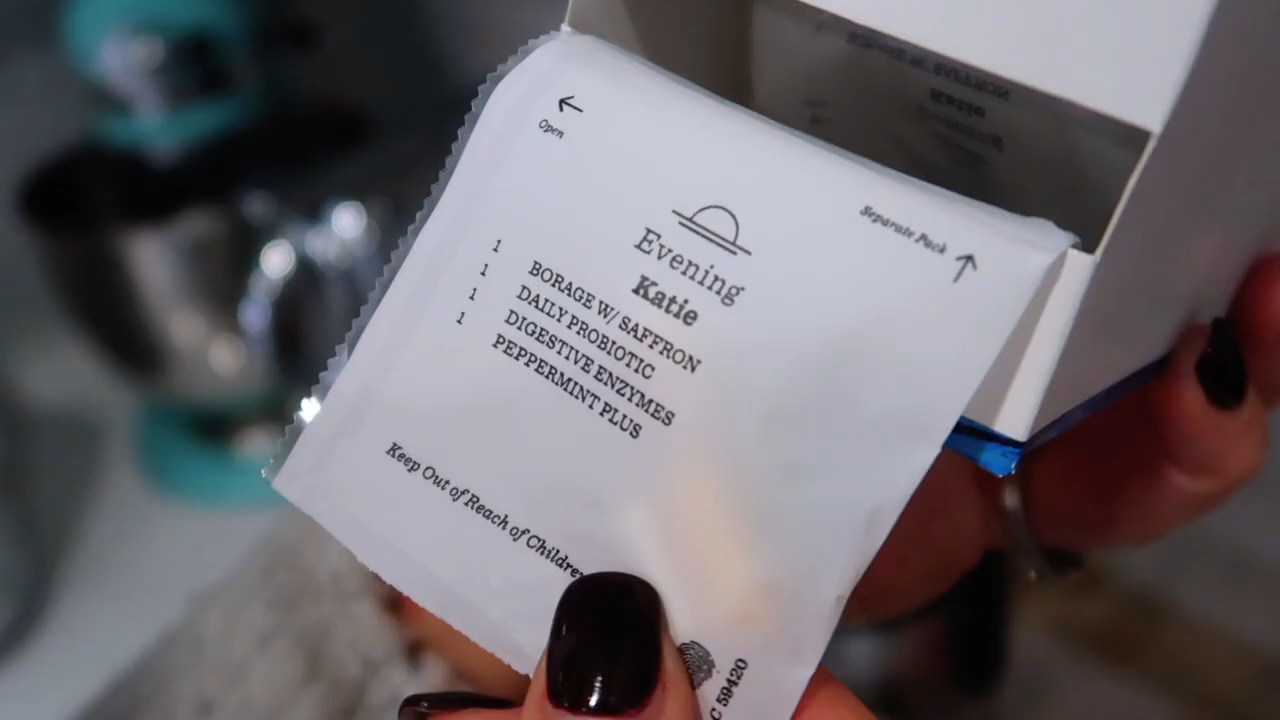 Open
Separate Pack
Evening
Katie
1 BORAGE W/ SAFFRON
1 DAILY PROBIOTIC
1 DIGESTIVE ENZYMES
1 PEPPERMINT PLUS
Keep Out of Reach of Childre
C 59420